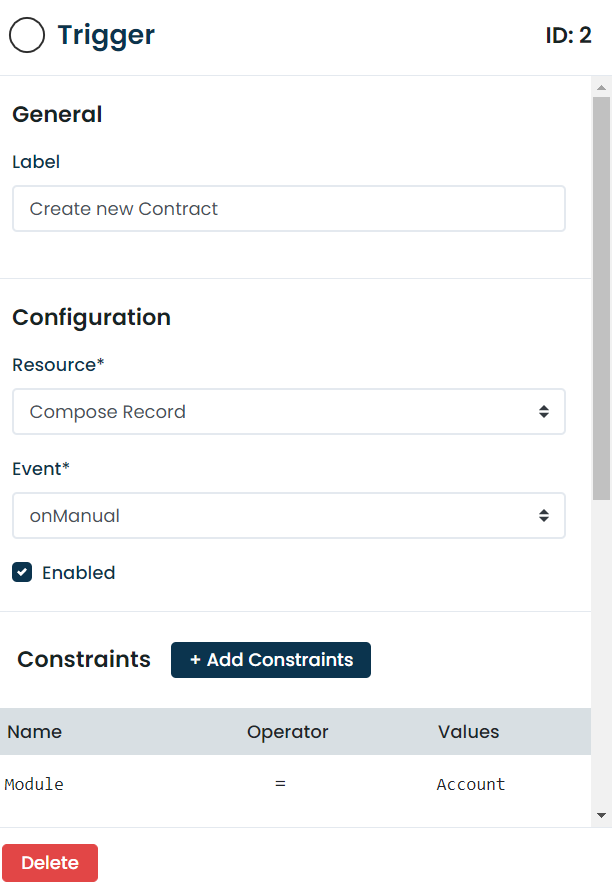 Trigger ID: 2
General
Label
Create new Contract
Configuration
Resource*
Compose Record
Event*
onManual
Enabled
Constraints + Add Constraints
Name Operator Values
Module = Account
Delete